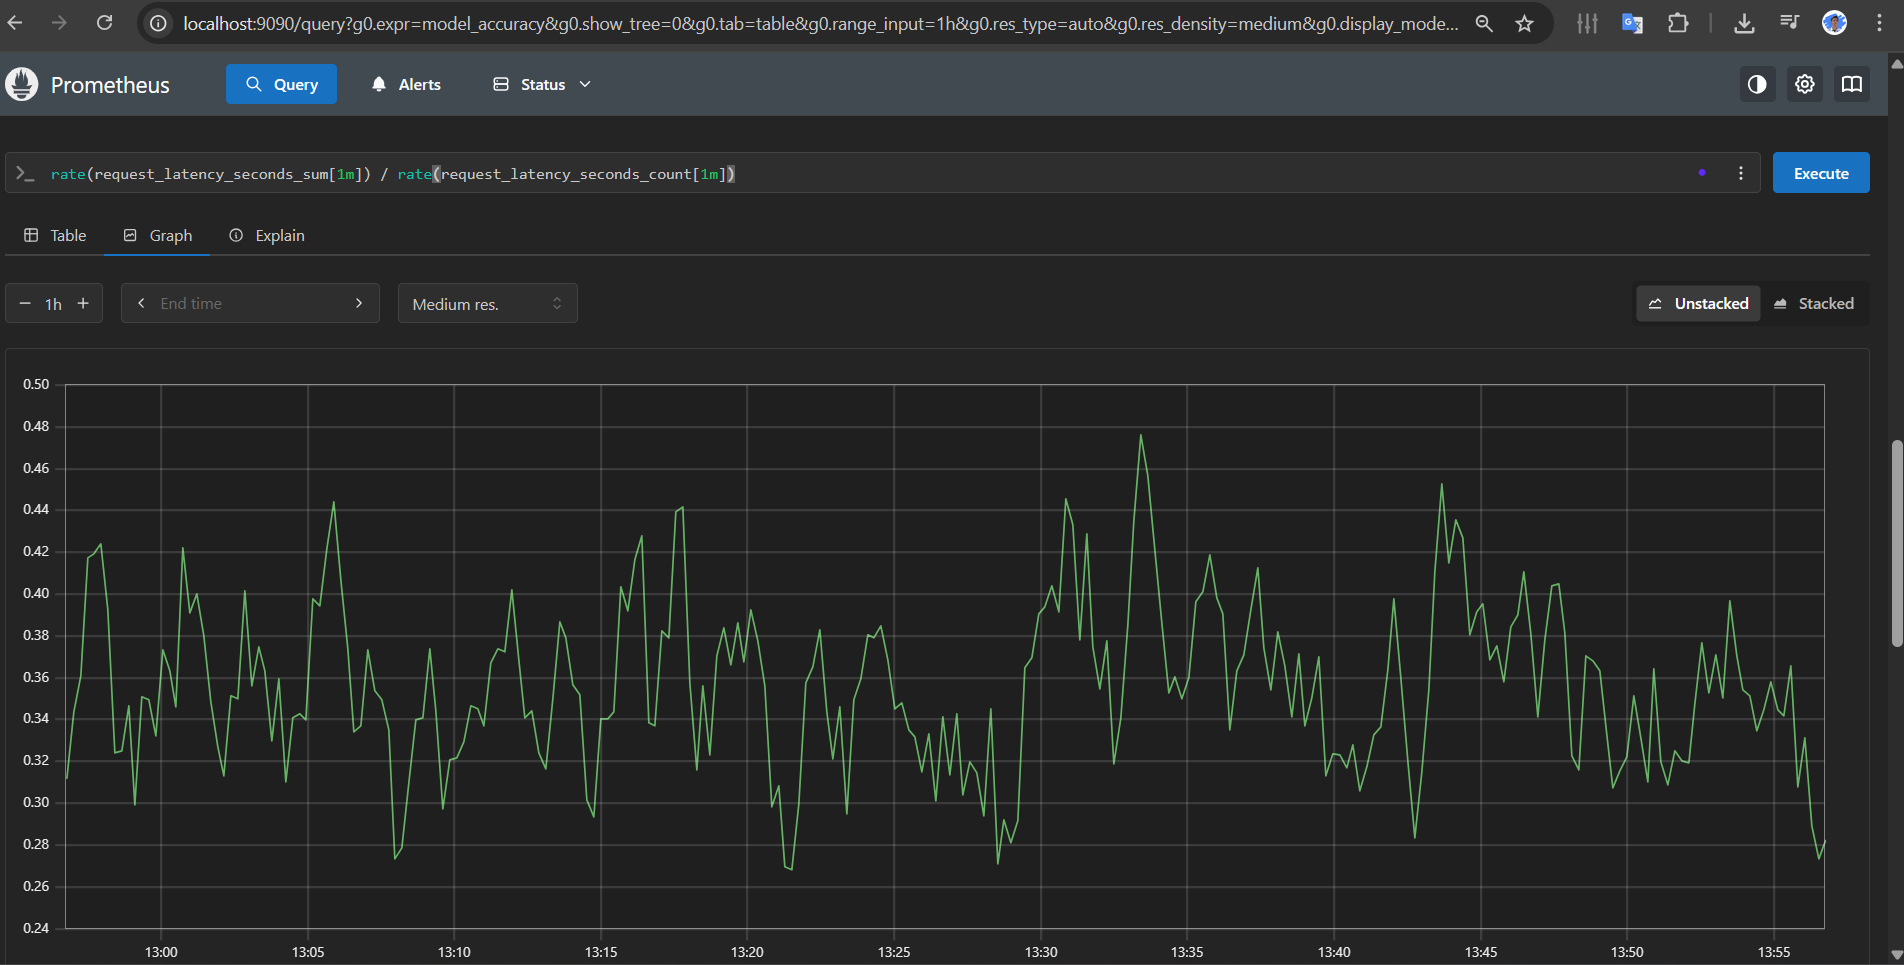 localhost:9090/query?g0.expr=model_accuracy&g0.show_tree=0&g0.tab=table&g0.range_input=1h&g0.res_type=auto&g0.res_density=medium&g0.display_mode...
Prometheus
Query
Alerts
Status
rate(request_latency_seconds_sum[1m]) / rate(request_latency_seconds_count[1m])
Execute
Table
Graph
Explain
1h
End time
Medium res.
Unstacked
Stacked
0.50
0.48
0.46
0.44
0.42
0.40
0.38
0.36
0.34
0.32
0.30
0.28
0.26
0.24
13:00 13:05 13:10 13:15 13:20 13:25 13:30 13:35 13:40 13:45 13:50 13:55